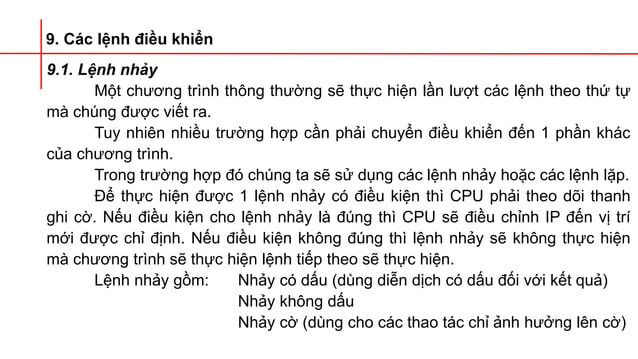 9. Các lệnh điều khiển
9.1. Lệnh nhảy
Một chương trình thông thường sẽ thực hiện lần lượt các lệnh theo thứ tự
mà chúng được viết ra.
Tuy nhiên nhiều trường hợp cần phải chuyển điều khiển đến 1 phần khác
của chương trình.
Trong trường hợp đó chúng ta sẽ sử dụng các lệnh nhảy hoặc các lệnh lặp.
Để thực hiện được 1 lệnh nhảy có điều kiện thì CPU phải theo dõi thanh
ghi cờ. Nếu điều kiện cho lệnh nhảy là đúng thì CPU sẽ điều chỉnh IP đến vị trí
mới được chỉ định. Nếu điều kiện không đúng thì lệnh nhảy sẽ không thực hiện
mà chương trình sẽ thực hiện lệnh tiếp theo sẽ thực hiện.
Lệnh nhảy gồm: Nhảy có dấu (dùng diễn dịch có dấu đối với kết quả)
Nhảy không dấu
Nhảy cờ (dùng cho các thao tác chỉ ảnh hưởng lên cờ)